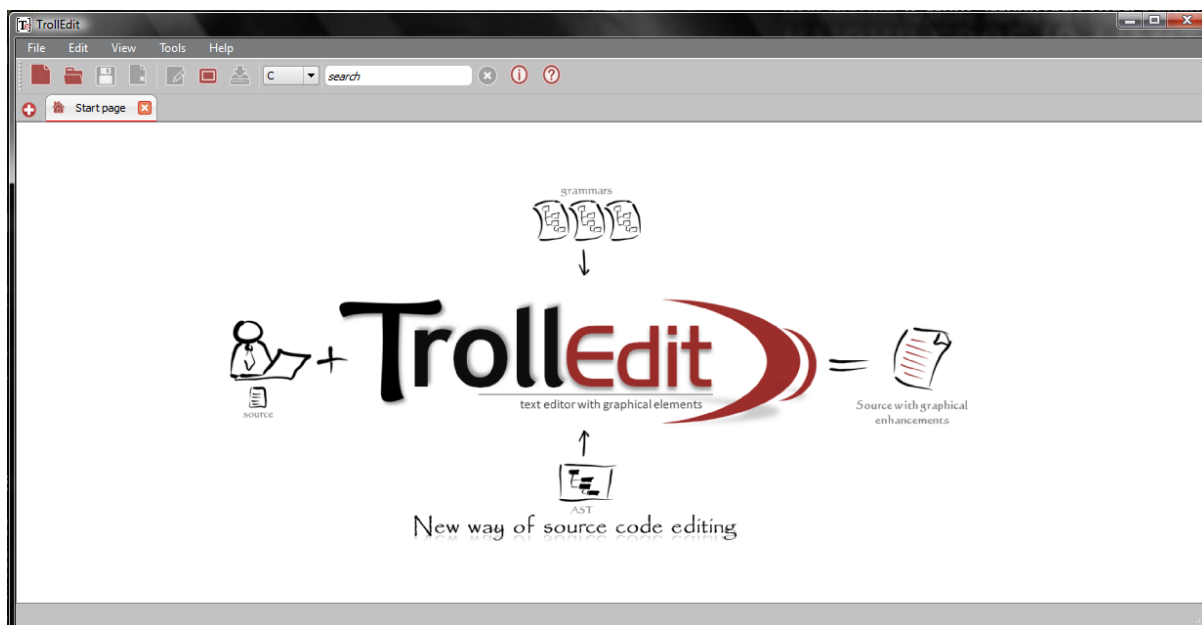 TrollEdit
File Edit View Tools Help
C search
Start page
grammars
TrollEdit
text editor with graphical elements
source
Source with graphical
enhancements
AST
New way of source code editing